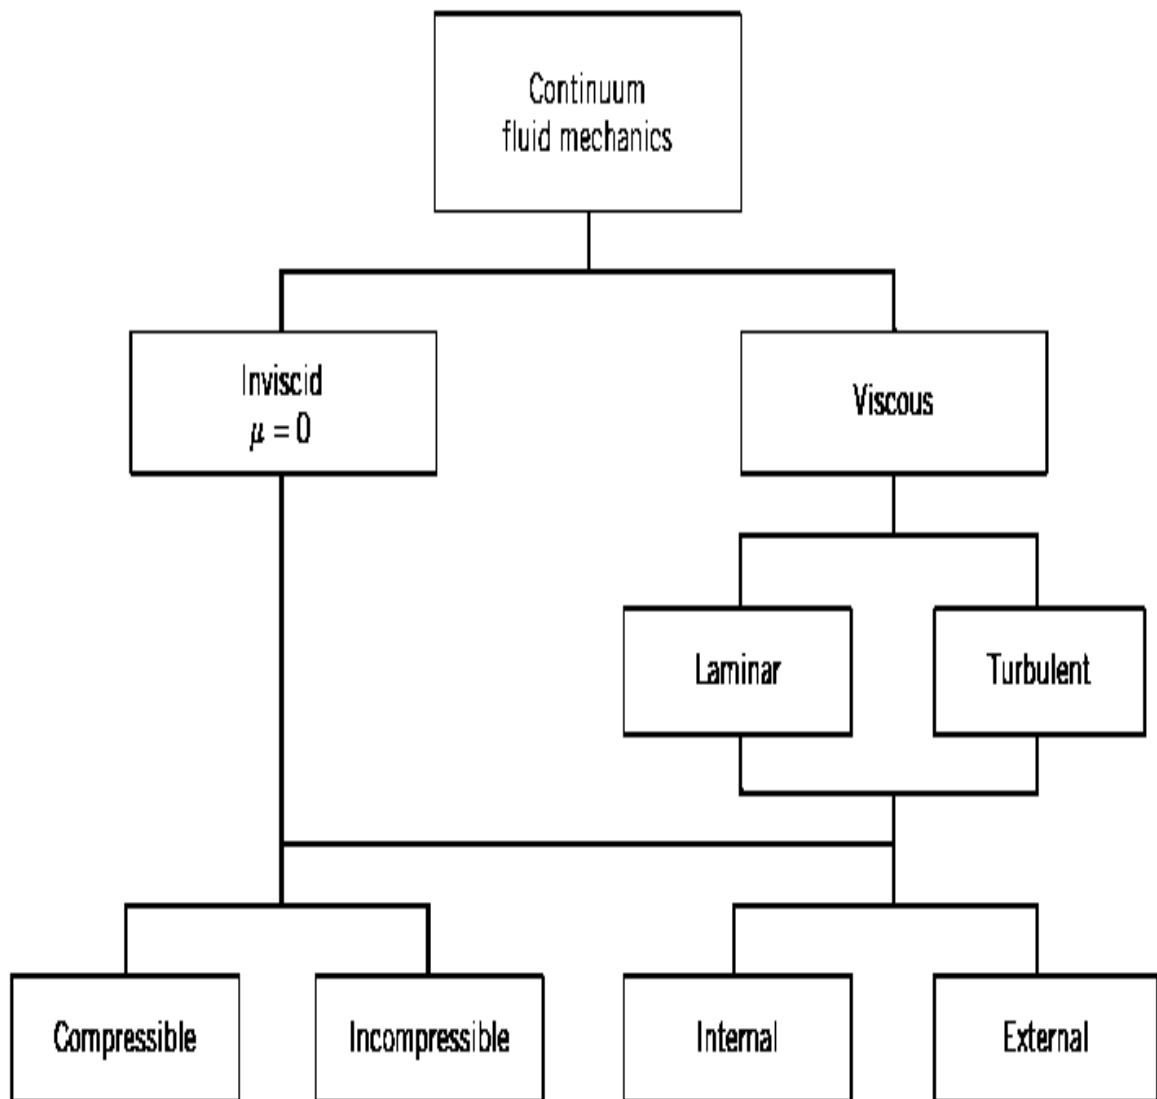 Continuum
fluid mechanics
Inviscid
μ = 0
Viscous
Laminar
Turbulent
Compressible
Incompressible
Internal
External